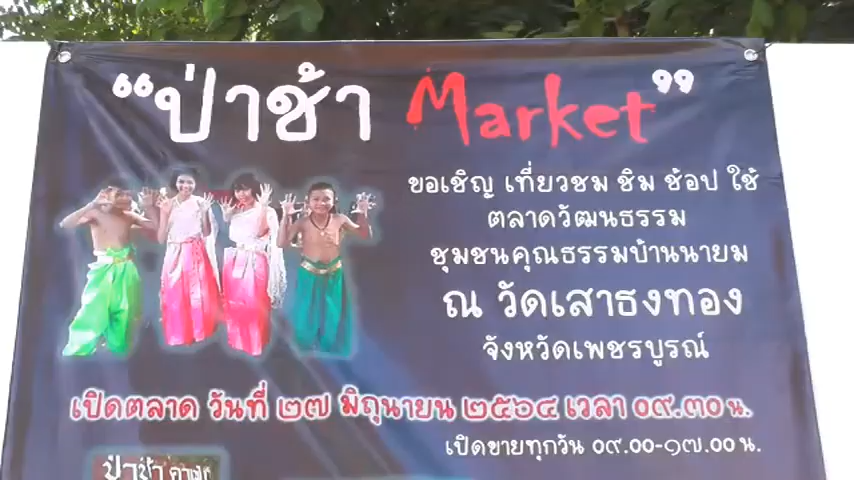 “ป่าช้า Market”
ขอเชิญ เที่ยวชม ชิม ช้อป ใช้
ตลาดวัฒนธรรม
ชุมชนคุณธรรมบ้านนายม
ณ วัดเสาธงทอง
จังหวัดเพชรบูรณ์
เปิดตลาด วันที่ ๒๗ มิถุนายน ๒๕๖๔ เวลา ๐๙.๓๐ น.
เปิดขายทุกวัน ๐๙.๐๐-๑๗.๐๐ น.
ป่าช้า